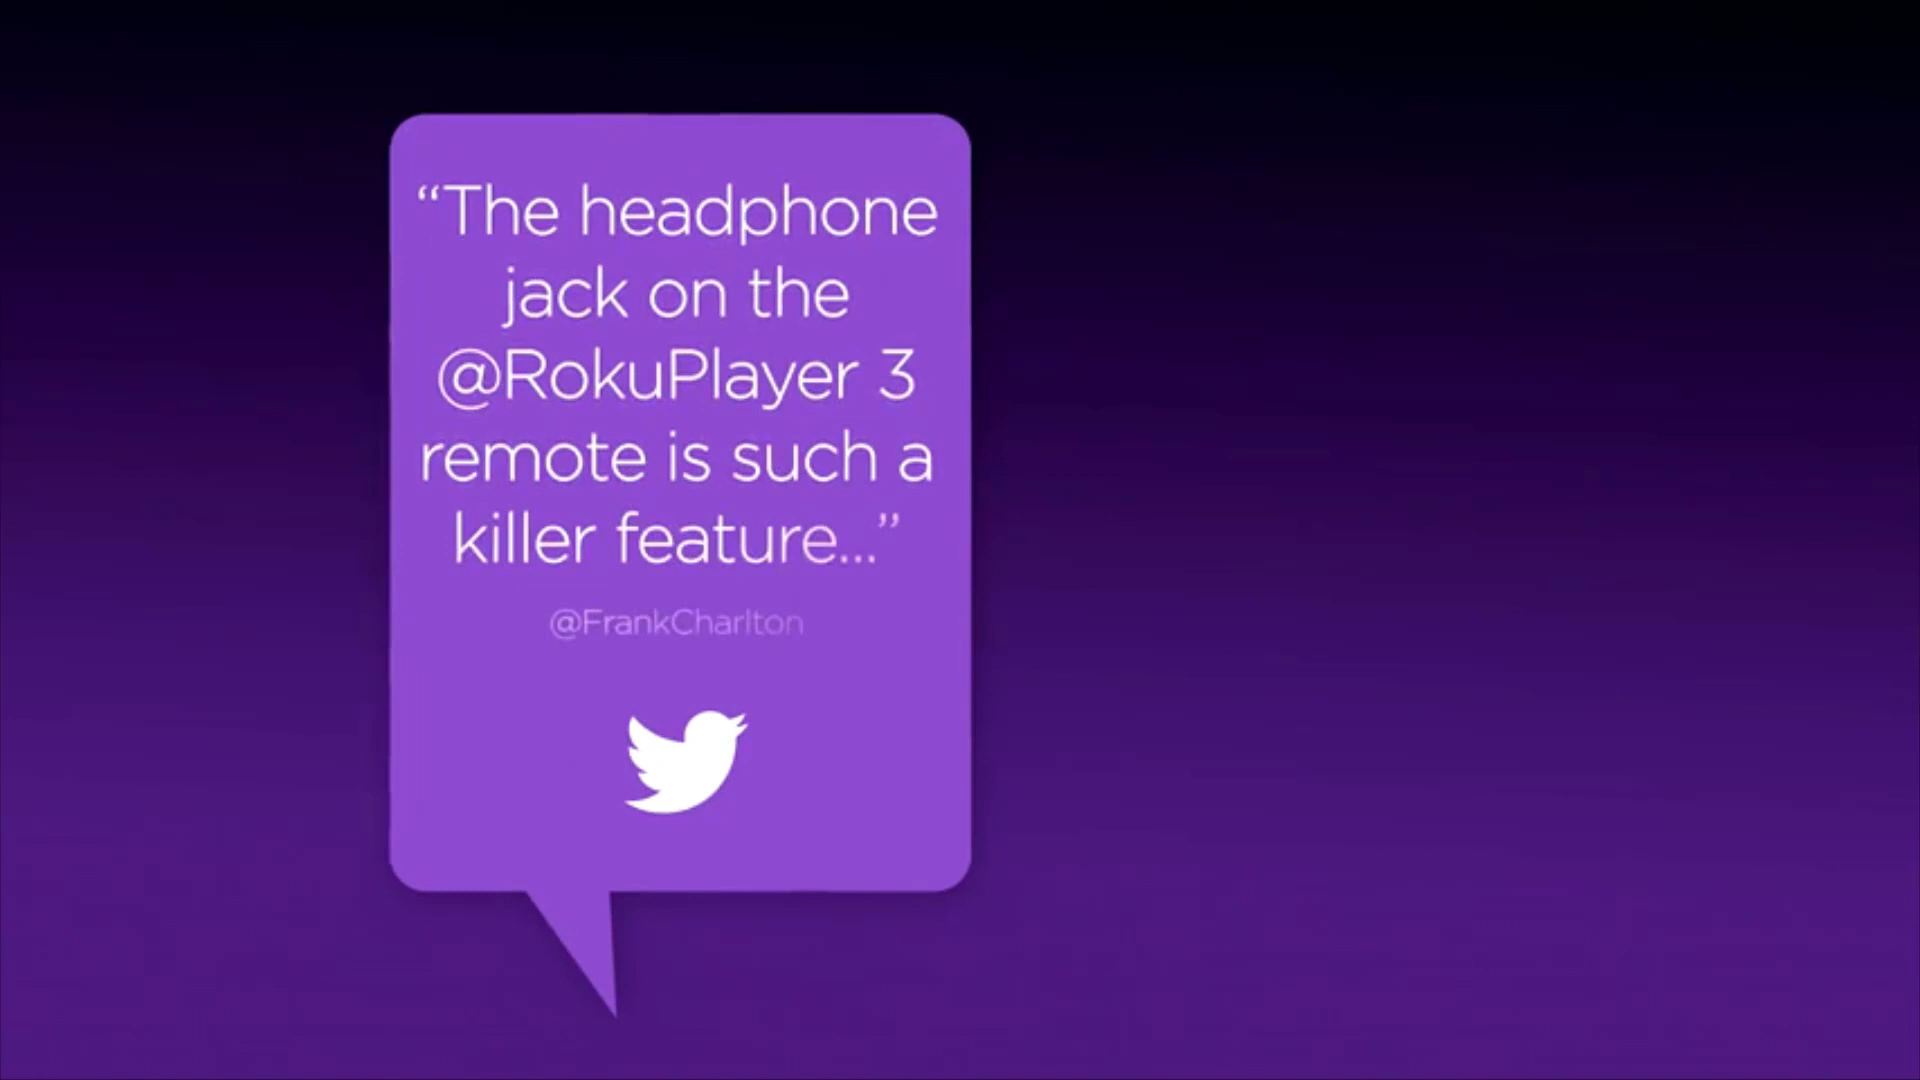 “The headphone
jack on the
@RokuPlayer 3
remote is such a
killer feature...”
@FrankCharlton